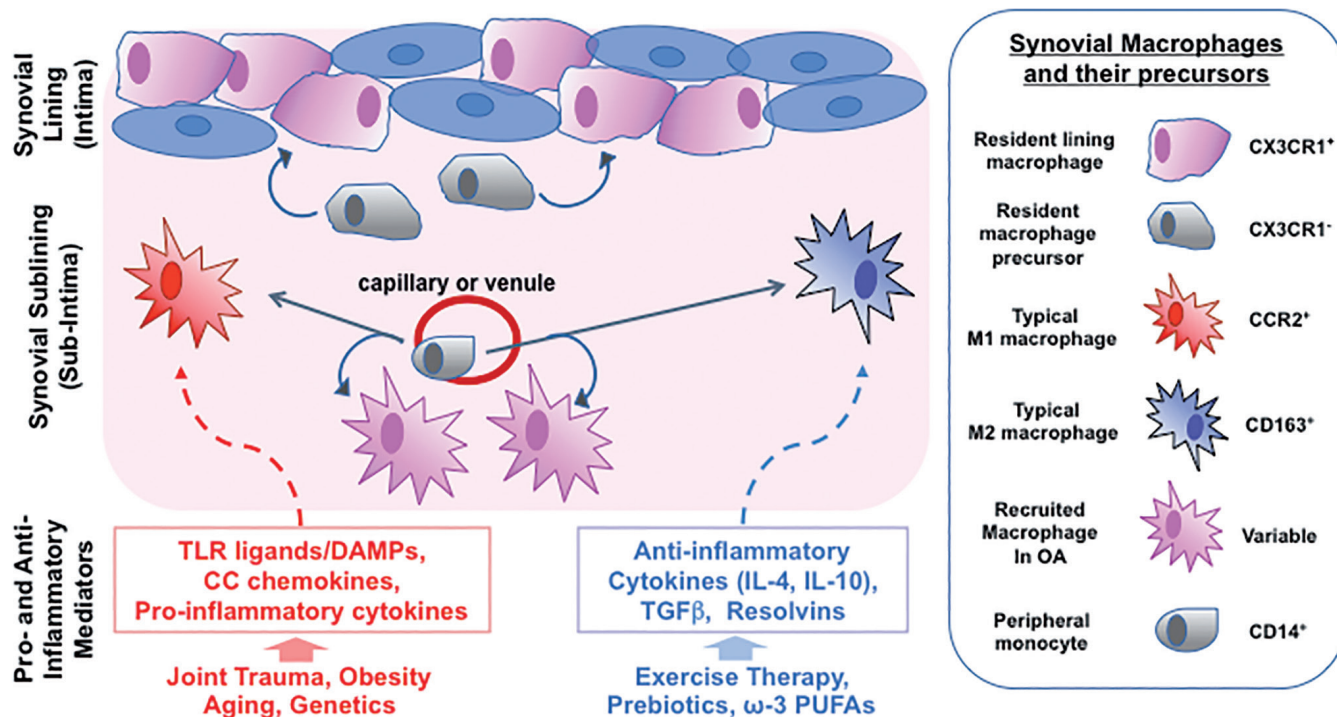 Synovial
Lining
(Intima)
Synovial Sublining
(Sub-Intima)
Pro- and Anti-
Inflammatory
Mediators
capillary or venule
TLR ligands/DAMPs,
CC chemokines,
Pro-inflammatory cytokines
Joint Trauma, Obesity
Aging, Genetics
Anti-inflammatory
Cytokines (IL-4, IL-10),
TGFβ, Resolvins
Exercise Therapy,
Prebiotics, ω-3 PUFAs
Synovial Macrophages
and their precursors
Resident lining
macrophage
CX3CR1⁺
Resident
macrophage
precursor
CX3CR1⁻
Typical
M1 macrophage
CCR2⁺
Typical
M2 macrophage
CD163⁺
Recruited
Macrophage
In OA
Variable
Peripheral
monocyte
CD14⁺